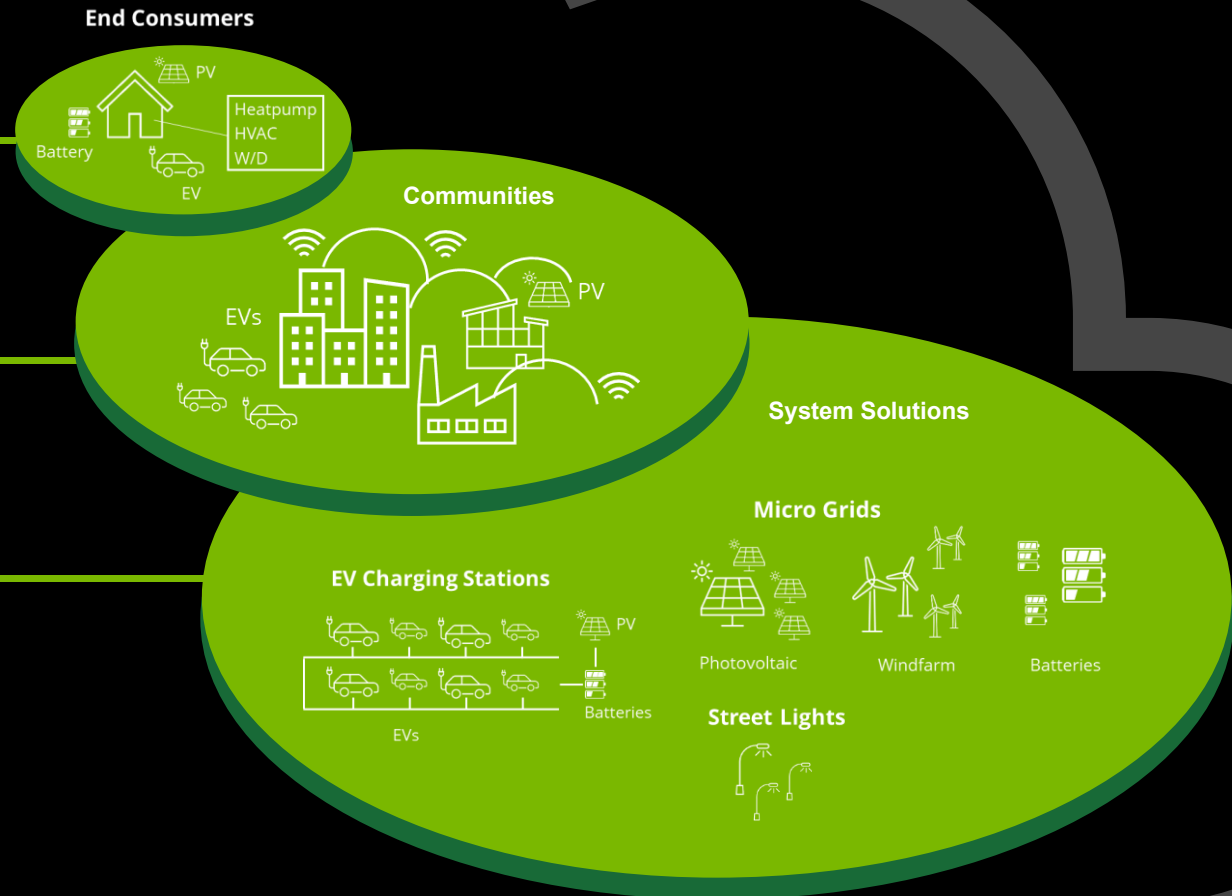 End Consumers
PV
Heatpump
HVAC
W/D
Battery
EV
Communities
PV
EVs
System Solutions
Micro Grids
Photovoltaic
Windfarm
Batteries
EV Charging Stations
PV
Batteries
EVs
Street Lights